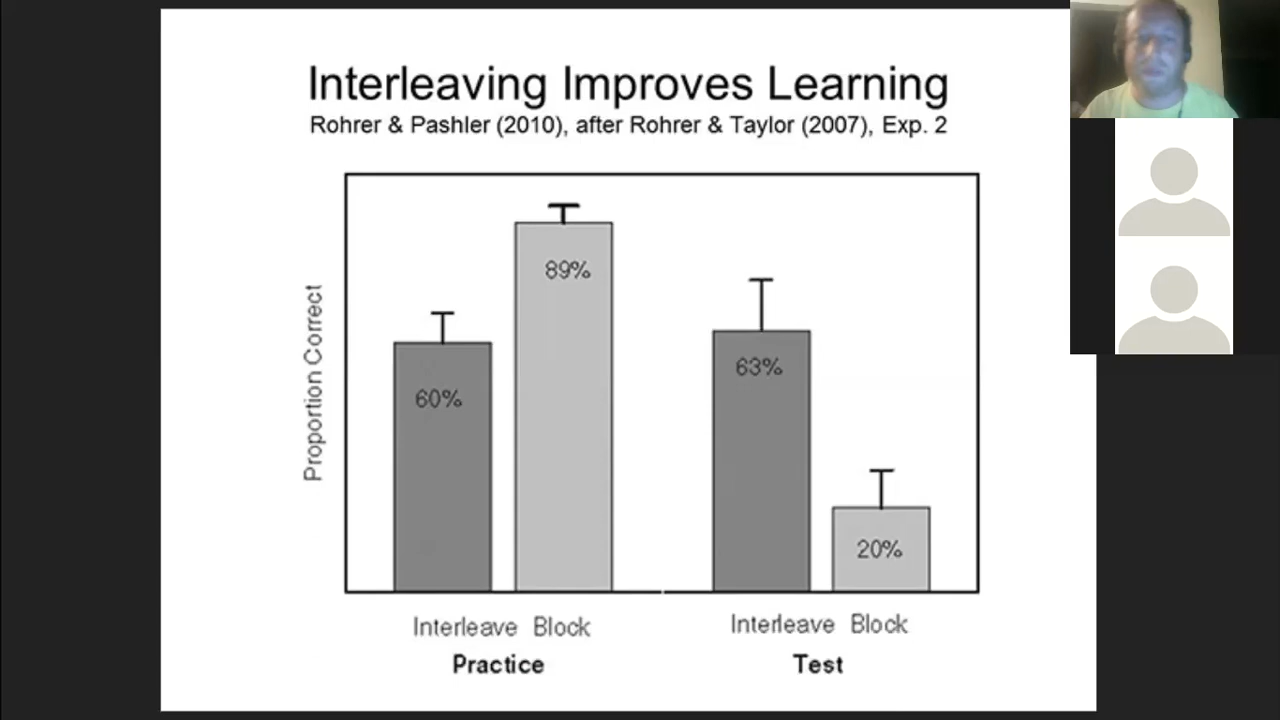 Interleaving Improves Learning
Rohrer & Pashler (2010), after Rohrer & Taylor (2007), Exp. 2
Proportion Correct
60%
89%
63%
20%
Interleave Block
Interleave Block
Practice
Test